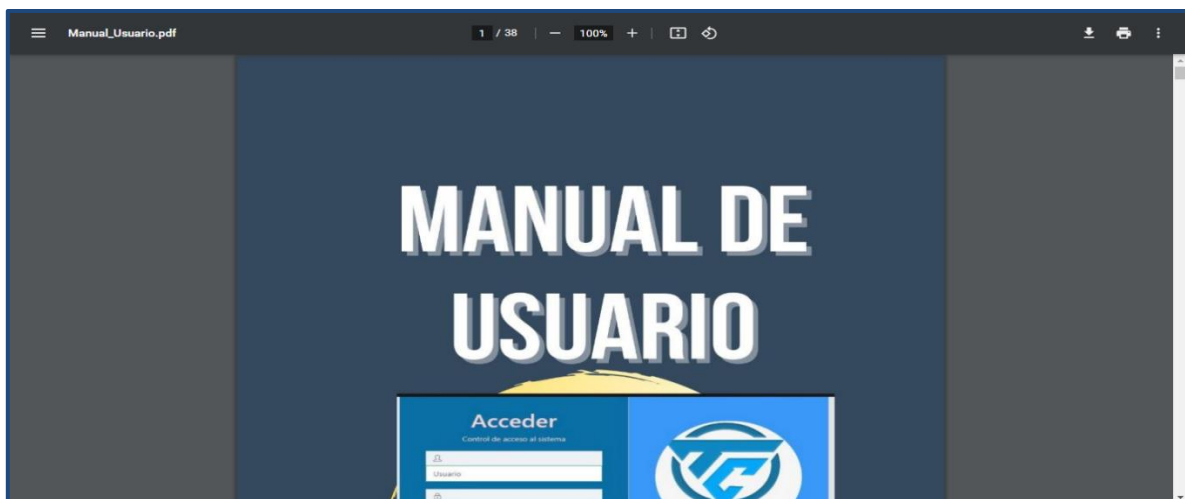 Manual_Usuario.pdf
1 / 38
100%
MANUAL DE
USUARIO
Acceder
Control de acceso al sistema
Usuario